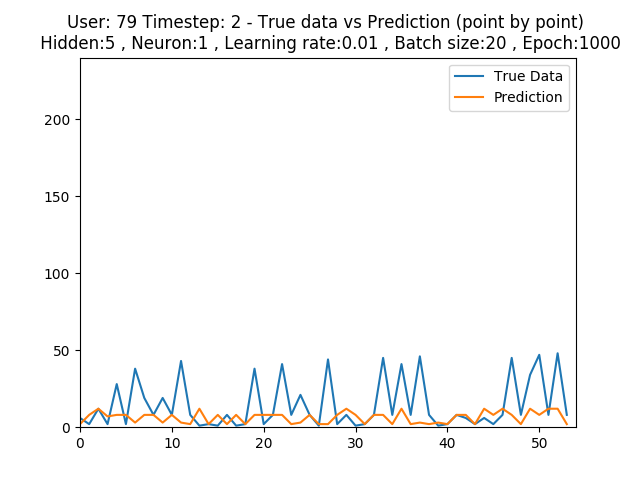 User: 79 Timestep: 2 - True data vs Prediction (point by point)
Hidden:5 , Neuron:1 , Learning rate:0.01 , Batch size:20 , Epoch:1000
True Data
Prediction
200
150
100
50
0
0 10 20 30 40 50